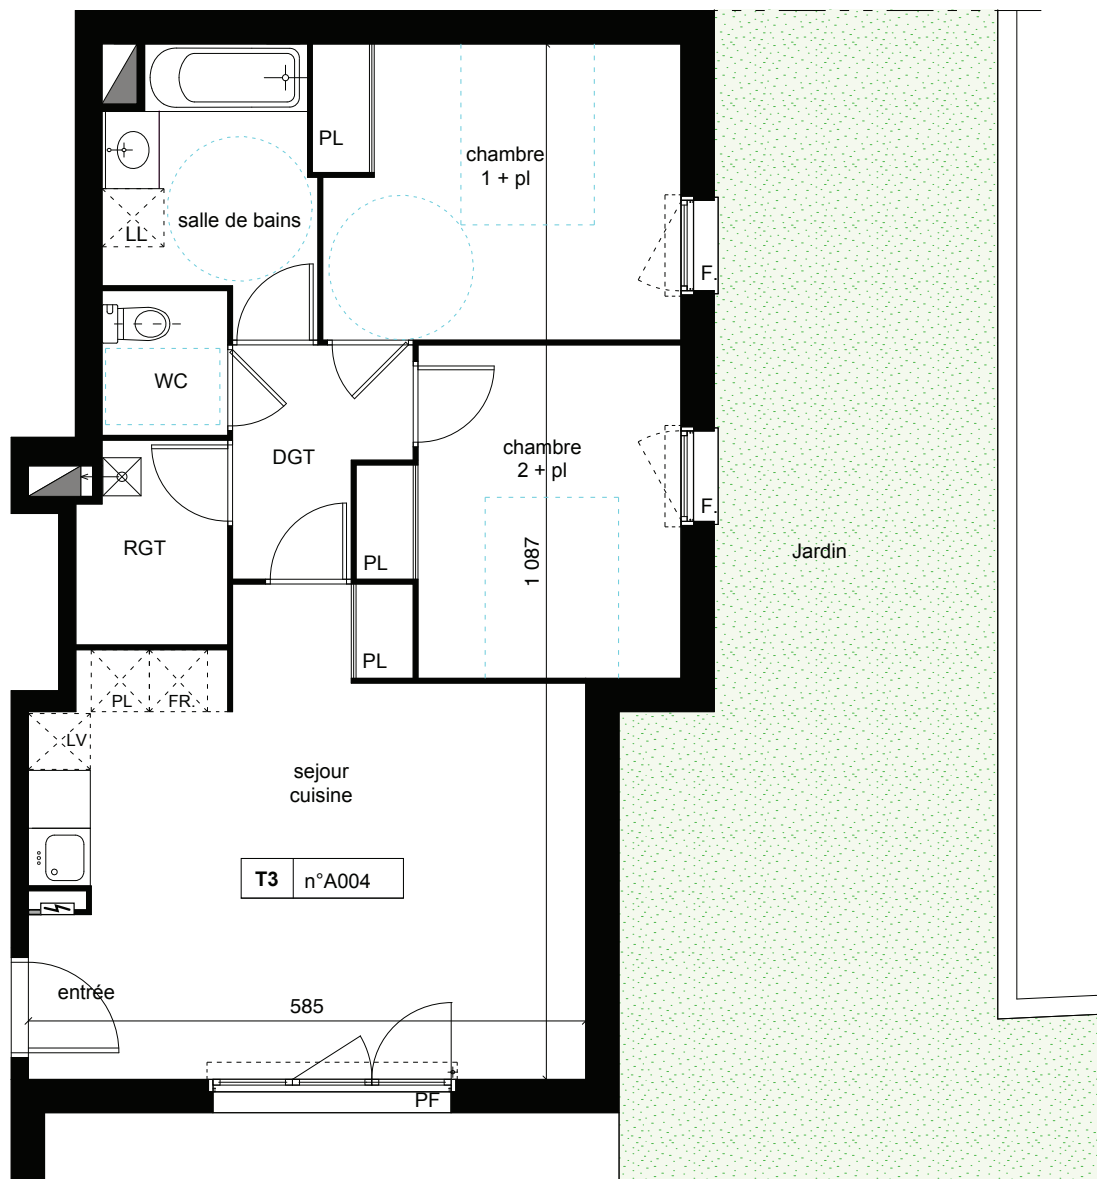 PL
chambre
1 + pl
salle de bains
LL
F.
WC
DGT
chambre
2 + pl
F.
RGT
PL
1 087
Jardin
PL
PL
FR.
LV
sejour
cuisine
T3 n°A004
entrée
585
PF